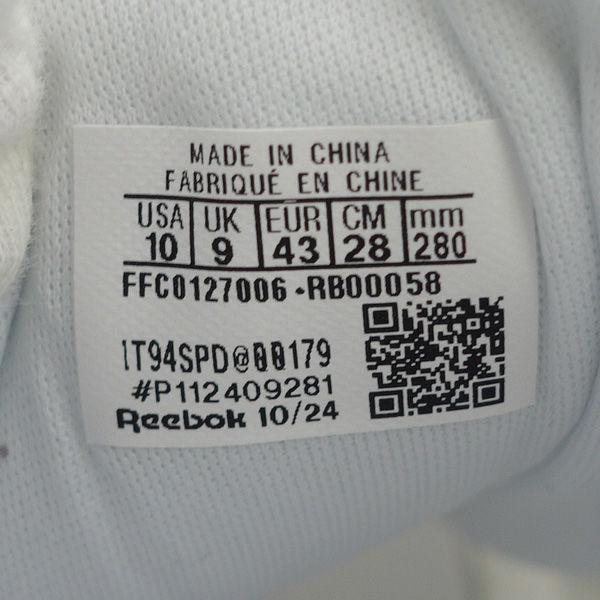 MADE IN CHINA
FABRIQUÉ EN CHINE
USA UK EUR CM mm
10 9 43 28 280
FFC0127006-RB00058
1T94SPD@00179
#P112409281
Reebok 10/24